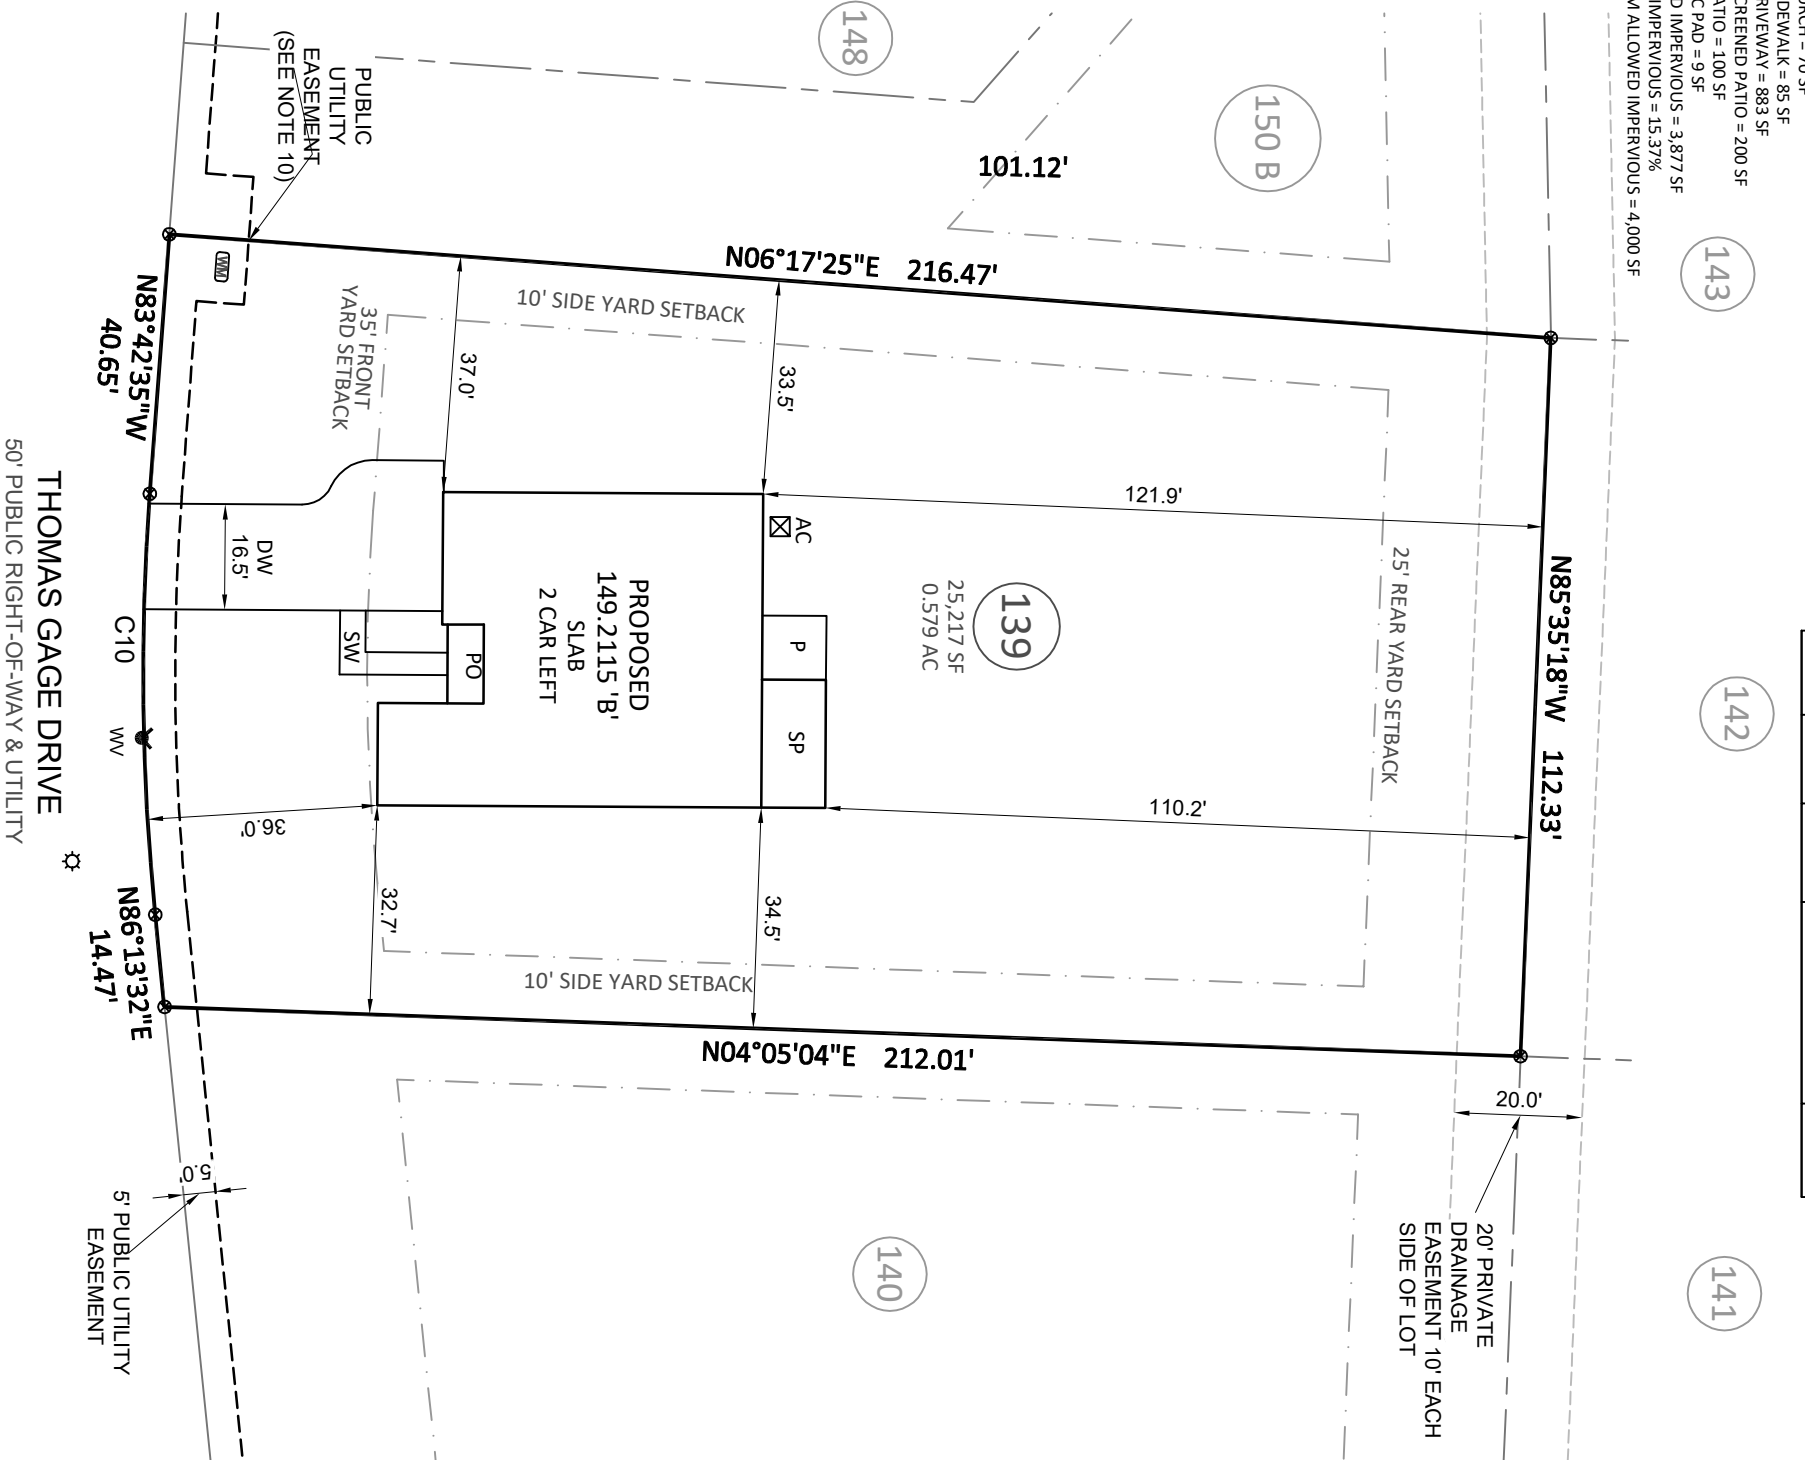 DEWALK = 85 SF
RIVEWAY = 883 SF
CREENED PATIO = 200 SF
ATIO = 100 SF
C PAD = 9 SF
D IMPERVIOUS = 3,877 SF
IMPERVIOUS = 15.37%
M ALLOWED IMPERVIOUS = 4,000 SF
143
142
141
148
150 B
101.12'
PUBLIC
UTILITY
EASEMENT
(SEE NOTE 10)
WM
N06°17'25"E 216.47'
10' SIDE YARD SETBACK
35' FRONT
YARD SETBACK
37.0'
33.5'
N83°42'35"W
40.65'
121.9'
N85°35'18"W 112.33'
25' REAR YARD SETBACK
139
25,217 SF
0.579 AC
AC
P
SP
PROPOSED
149.2115 'B'
SLAB
2 CAR LEFT
PO
SW
DW
16.5'
C10
WV
36.0'
110.2'
32.7'
34.5'
10' SIDE YARD SETBACK
N86°13'32"E
14.47'
N04°05'04"E 212.01'
THOMAS GAGE DRIVE
50' PUBLIC RIGHT-OF-WAY & UTILITY
20.0'
20' PRIVATE
DRAINAGE
EASEMENT 10' EACH
SIDE OF LOT
140
5.0'
5' PUBLIC UTILITY
EASEMENT